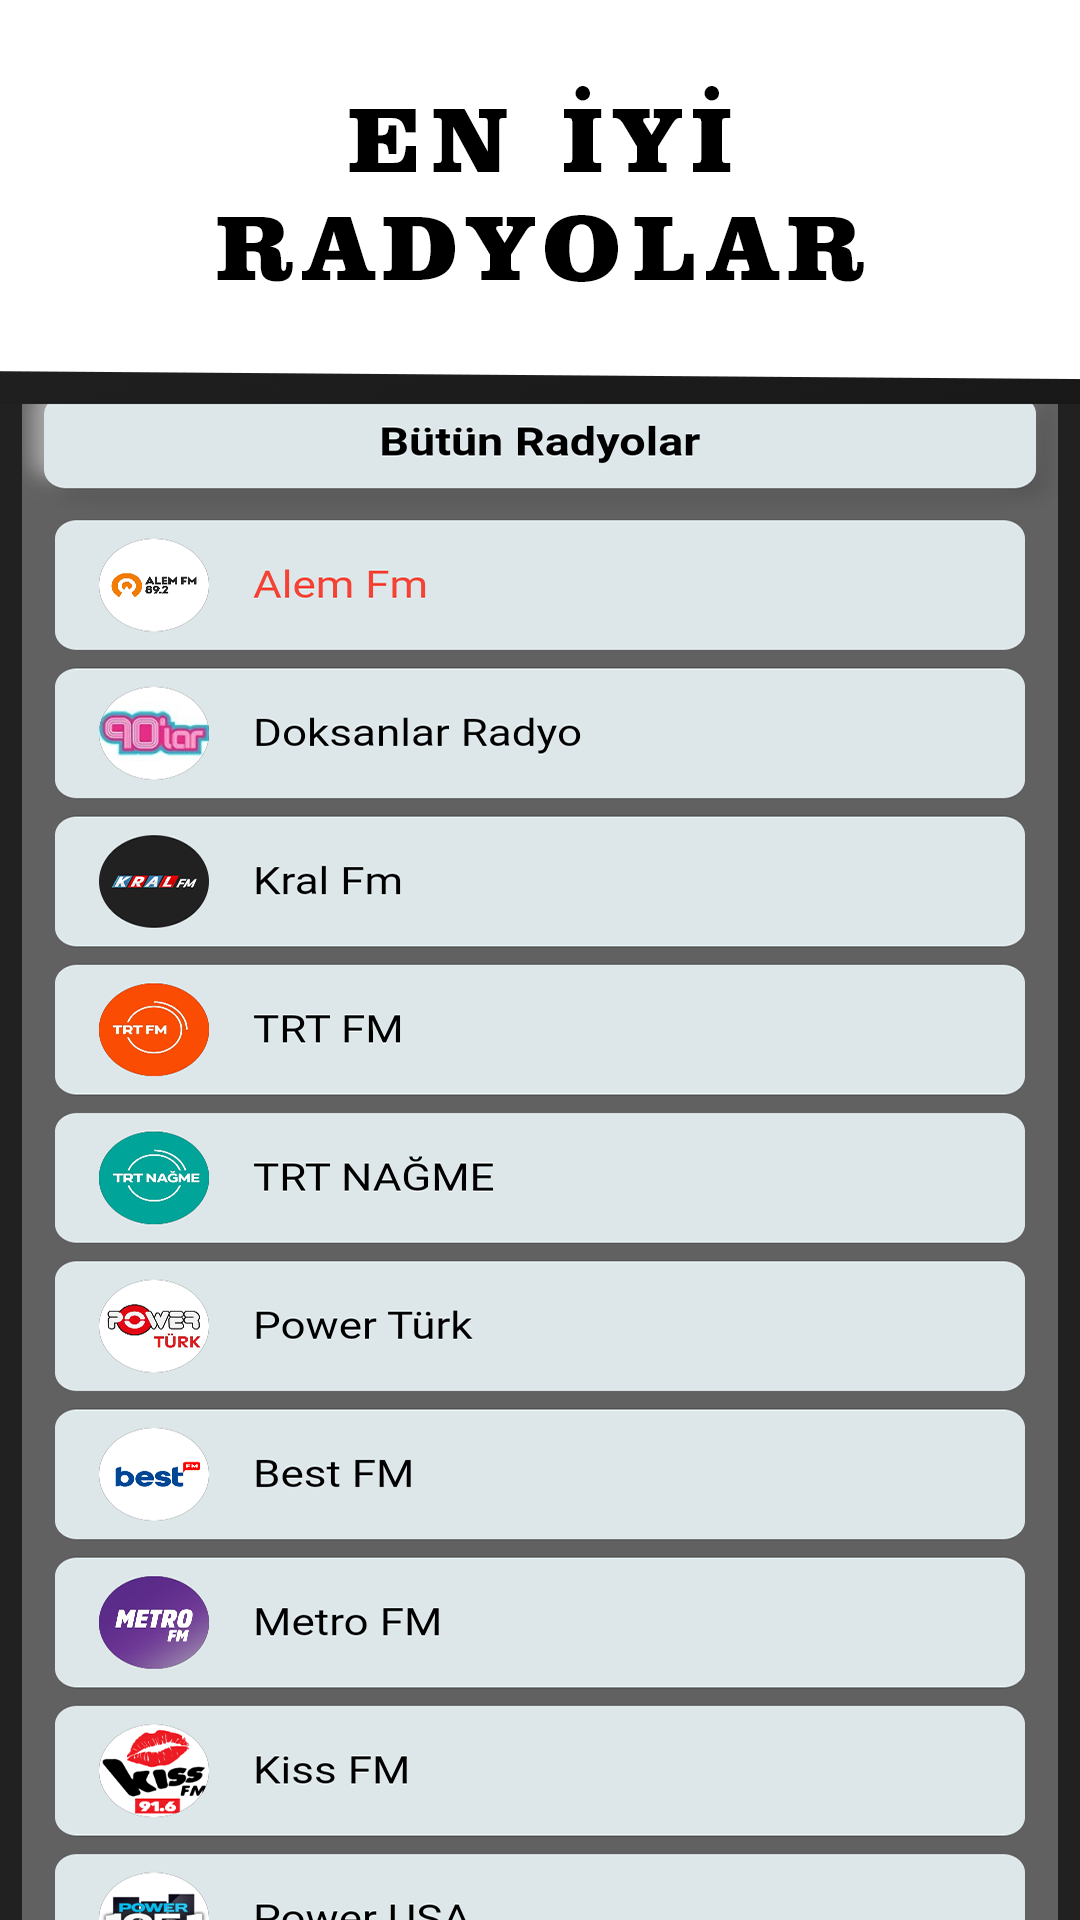 EN İYİ
RADYOLAR
Bütün Radyolar
ALEM FM
89.2
Alem Fm
90'lar
Doksanlar Radyo
KRAL FM
Kral Fm
TRT FM
TRT FM
TRT NAĞME
TRT NAĞME
POWER
TÜRK
Power Türk
best FM
Best FM
METRO
FM
Metro FM
Kiss
FM
91.6
Kiss FM
POWER
Power USA